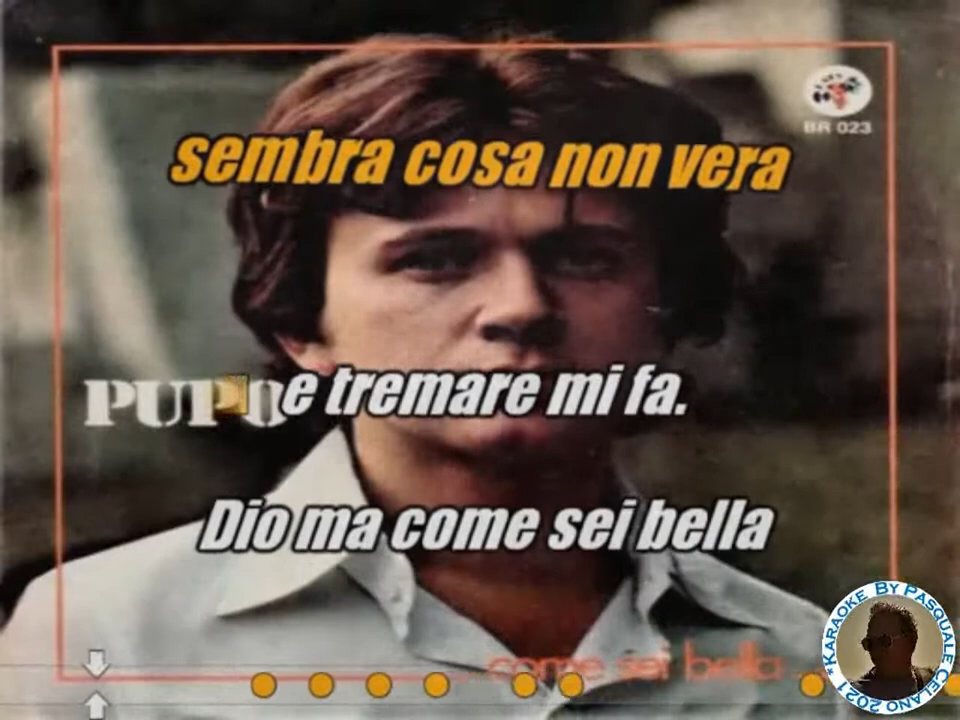 BR 023
sembra cosa non vera
PUPO
e tremare mi fa.
Dio ma come sei bella
come sei bella
*KARAOKE BY PASQUALE CELANO 2021